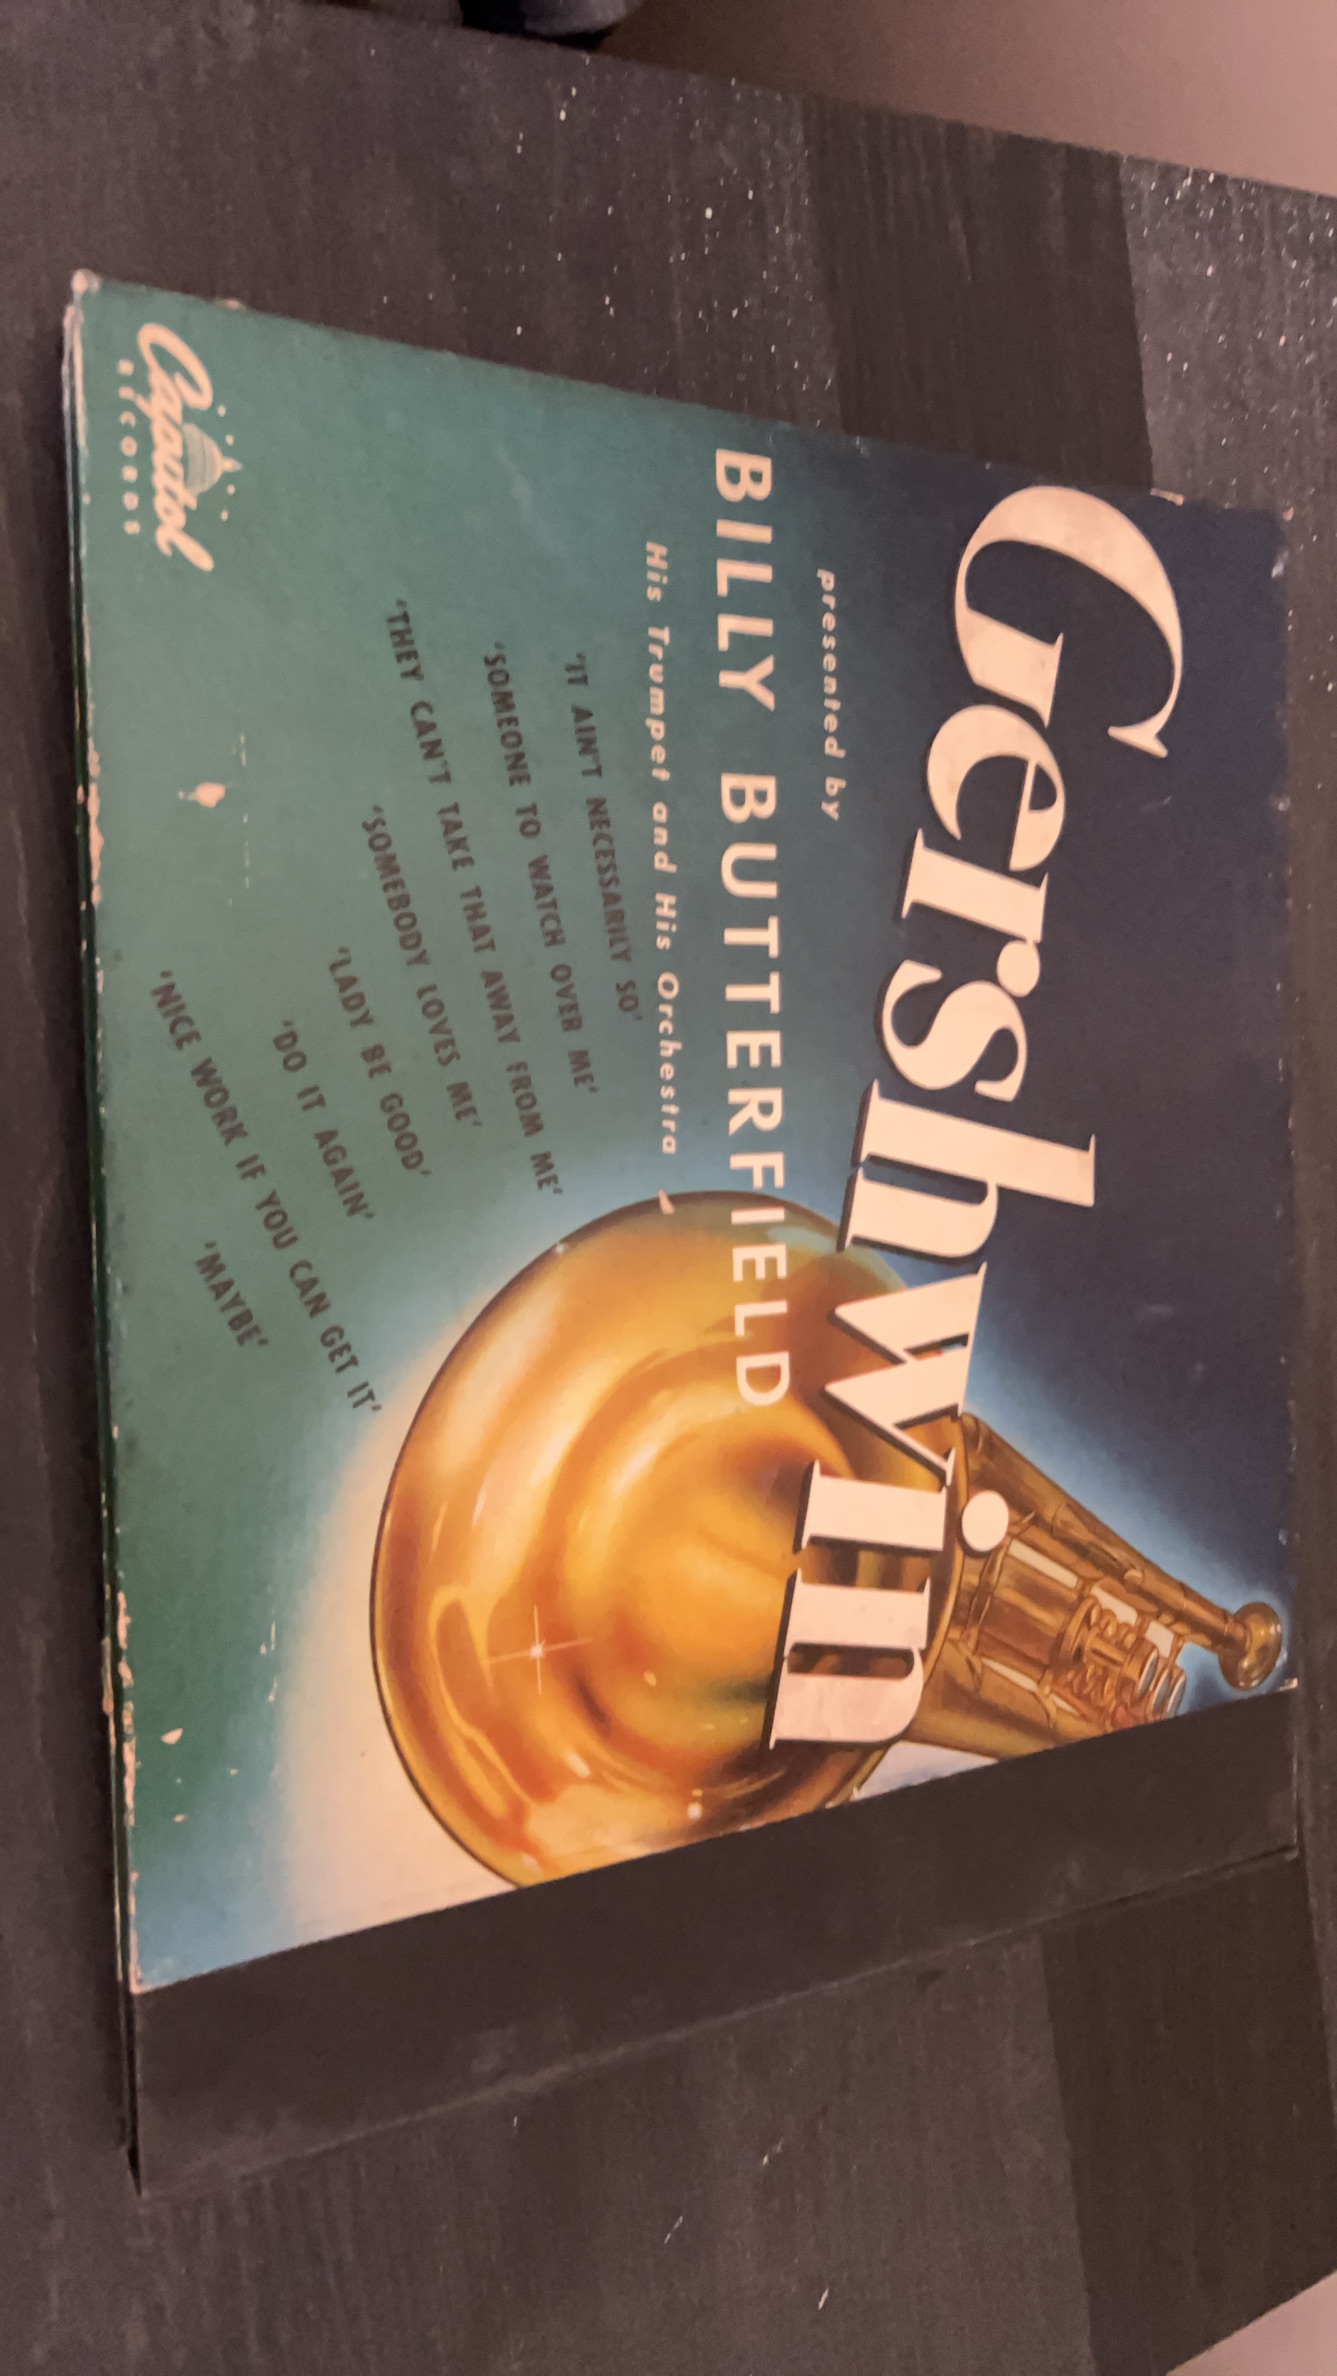 Gershwin
presented by
BILLY BUTTERFIELD
His Trumpet and His Orchestra
'IT AIN'T NECESSARILY SO'
'SOMEONE TO WATCH OVER ME'
'THEY CAN'T TAKE THAT AWAY FROM ME'
'SOMEBODY LOVES ME'
'LADY BE GOOD'
'DO IT AGAIN'
'NICE WORK IF YOU CAN GET IT'
'MAYBE'
Capitol
RECORDS